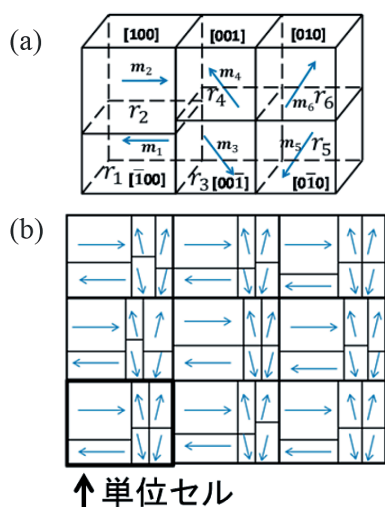 (a)
[100] [001] [010]
m₂ m₄ m₆ r₆
r₂ r₄
m₁ m₃ m₅ r₅
r₁ [1̄00] r₃ [001̄] [01̄0]
(b)
↑ 単位セル